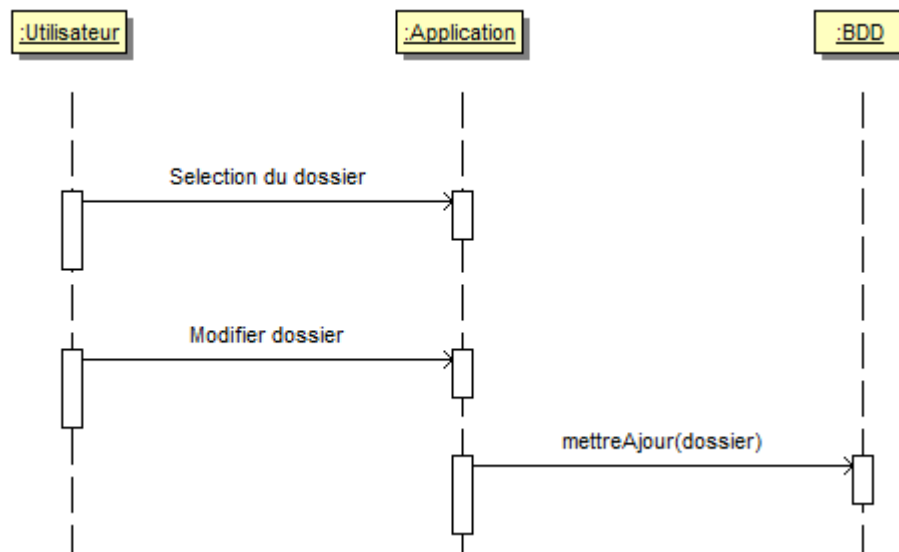 :Utilisateur
:Application
:BDD
Selection du dossier
Modifier dossier
mettreAjour(dossier)